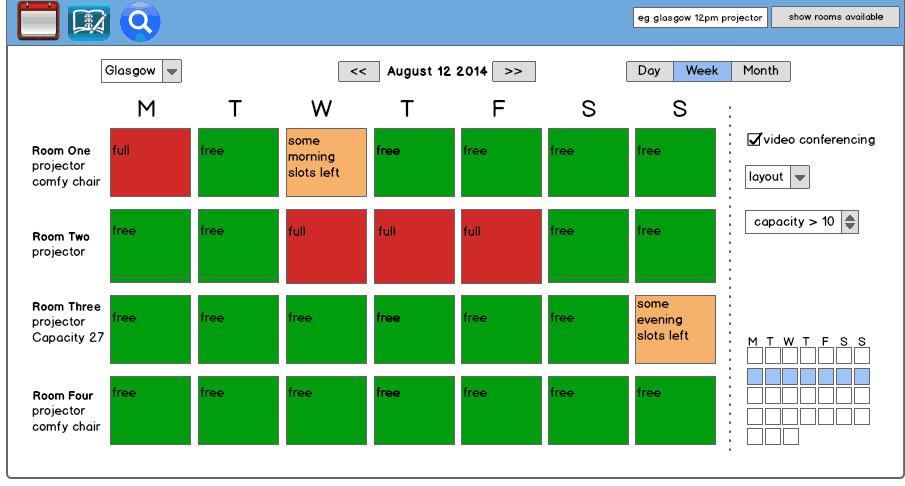 eg glasgow 12pm projector
show rooms available
Glasgow
<< August 12 2014 >>
Day Week Month
M T W T F S S
Room One
projector
comfy chair
full
free
some
morning
slots left
free
free
free
free
video conferencing
layout
capacity > 10
Room Two
projector
free
free
full
full
full
free
free
Room Three
projector
Capacity 27
free
free
free
free
free
free
some
evening
slots left
Room Four
projector
comfy chair
free
free
free
free
free
free
free
M T W T F S S